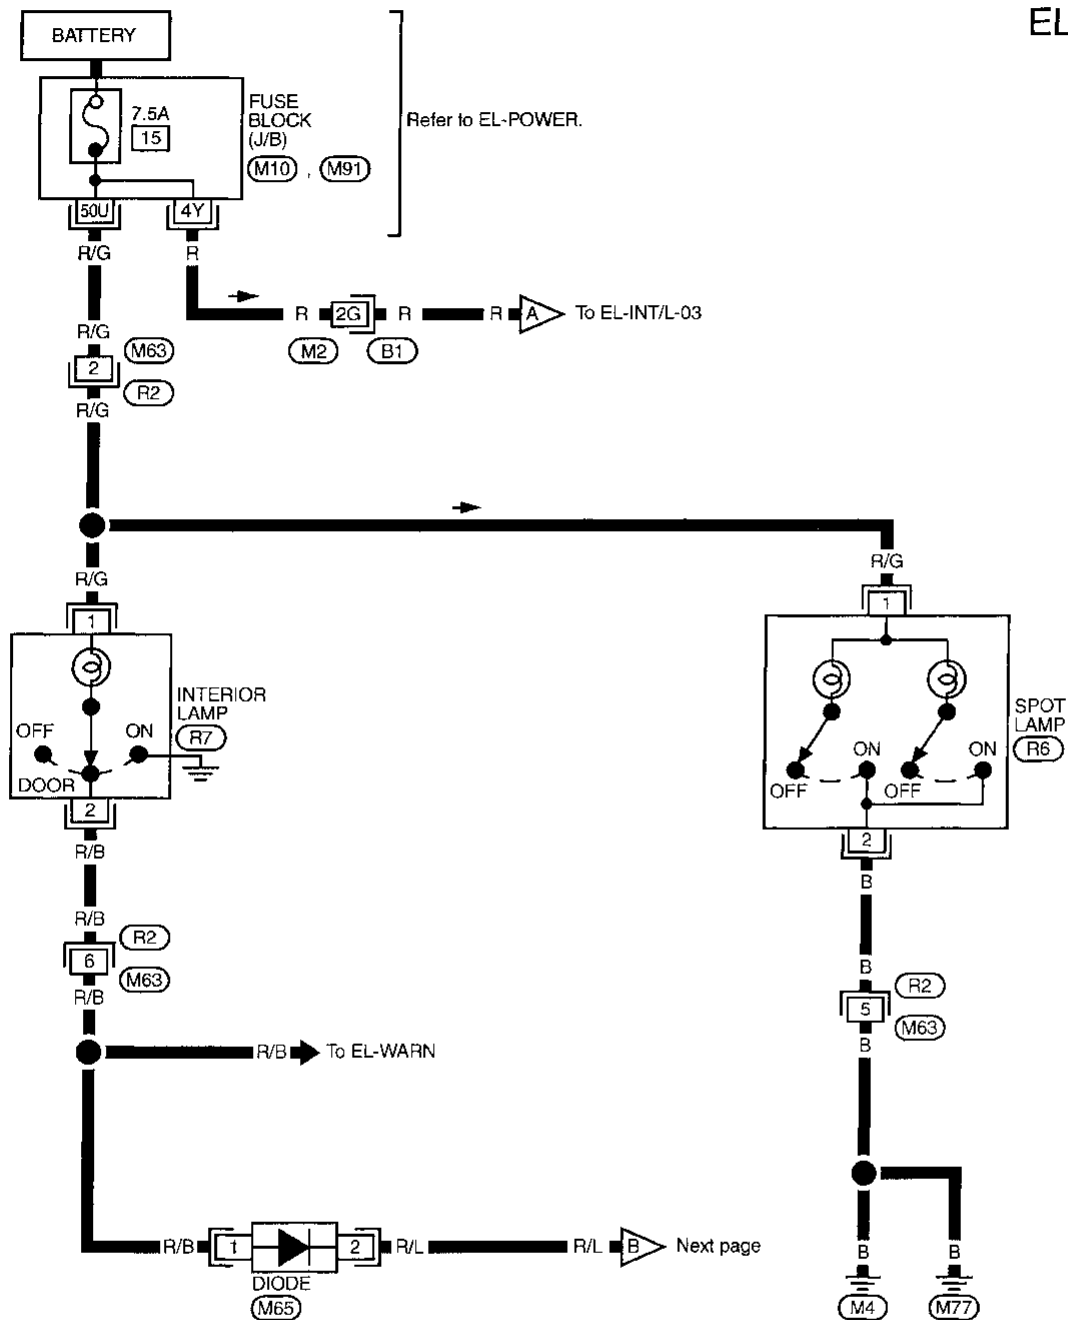 EL
BATTERY
7.5A
15
FUSE
BLOCK
(J/B)
M10 , M91
Refer to EL-POWER.
50U
4Y
R/G
R
R
2G
R
R
A
To EL-INT/L-03
M2
B1
R/G
M63
2
R2
R/G
R/G
R/G
1
1
INTERIOR
LAMP
R7
OFF
ON
DOOR
2
SPOT
LAMP
R6
ON
ON
OFF
OFF
2
R/B
B
R/B
R2
6
M63
R/B
B
R2
5
M63
B
R/B
To EL-WARN
R/B
1
2
R/L
R/L
B
Next page
DIODE
M65
B
B
M4
M77